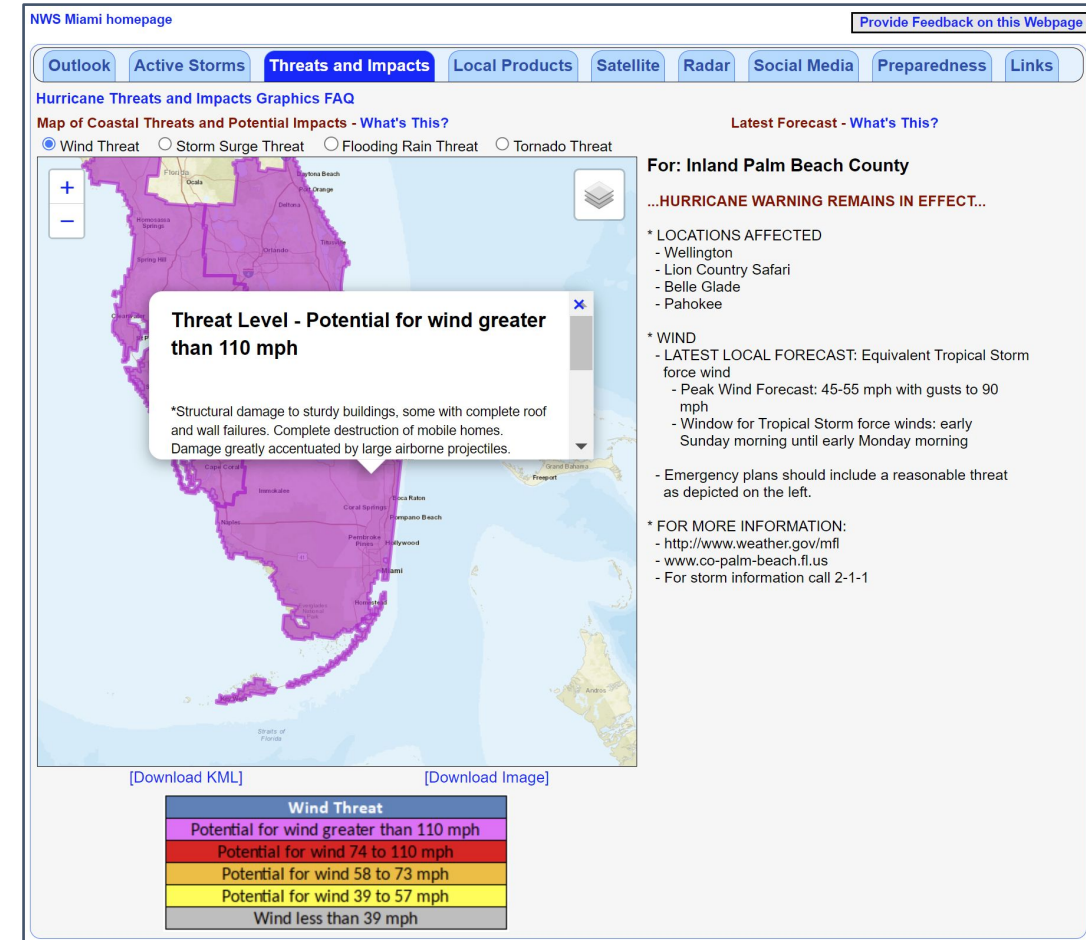 NWS Miami homepage
Provide Feedback on this Webpage
Outlook Active Storms Threats and Impacts Local Products Satellite Radar Social Media Preparedness Links
Hurricane Threats and Impacts Graphics FAQ
Map of Coastal Threats and Potential Impacts - What's This?
Wind Threat Storm Surge Threat Flooding Rain Threat Tornado Threat
+
−
Florida
Ocala
Daytona Beach
Port Orange
Deltona
Homosassa
Springs
Titusville
Orlando
Spring Hill
Threat Level - Potential for wind greater
than 110 mph
*Structural damage to sturdy buildings, some with complete roof
and wall failures. Complete destruction of mobile homes.
Damage greatly accentuated by large airborne projectiles.
Cape Coral
Grand Bahama
Freeport
Immokalee
Boca Raton
Coral Springs
Pompano Beach
Naples
Pembroke
Pines
Hollywood
Miami
Homestead
Everglades
National
Park
Key West
Andros
Straits of
Florida
[Download KML] [Download Image]
Wind Threat
Potential for wind greater than 110 mph
Potential for wind 74 to 110 mph
Potential for wind 58 to 73 mph
Potential for wind 39 to 57 mph
Wind less than 39 mph
Latest Forecast - What's This?
For: Inland Palm Beach County
...HURRICANE WARNING REMAINS IN EFFECT...
* LOCATIONS AFFECTED
- Wellington
- Lion Country Safari
- Belle Glade
- Pahokee
* WIND
- LATEST LOCAL FORECAST: Equivalent Tropical Storm
force wind
- Peak Wind Forecast: 45-55 mph with gusts to 90
mph
- Window for Tropical Storm force winds: early
Sunday morning until early Monday morning
- Emergency plans should include a reasonable threat
as depicted on the left.
* FOR MORE INFORMATION:
- http://www.weather.gov/mfl
- www.co-palm-beach.fl.us
- For storm information call 2-1-1